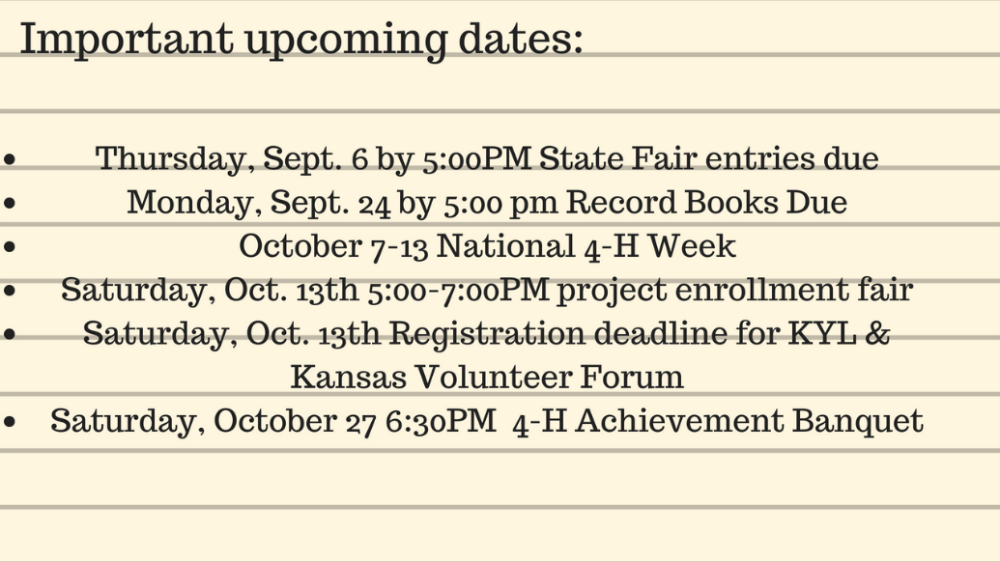 Important upcoming dates:
• Thursday, Sept. 6 by 5:00PM State Fair entries due
• Monday, Sept. 24 by 5:00 pm Record Books Due
• October 7-13 National 4-H Week
• Saturday, Oct. 13th 5:00-7:00PM project enrollment fair
• Saturday, Oct. 13th Registration deadline for KYL &
Kansas Volunteer Forum
• Saturday, October 27 6:30PM  4-H Achievement Banquet